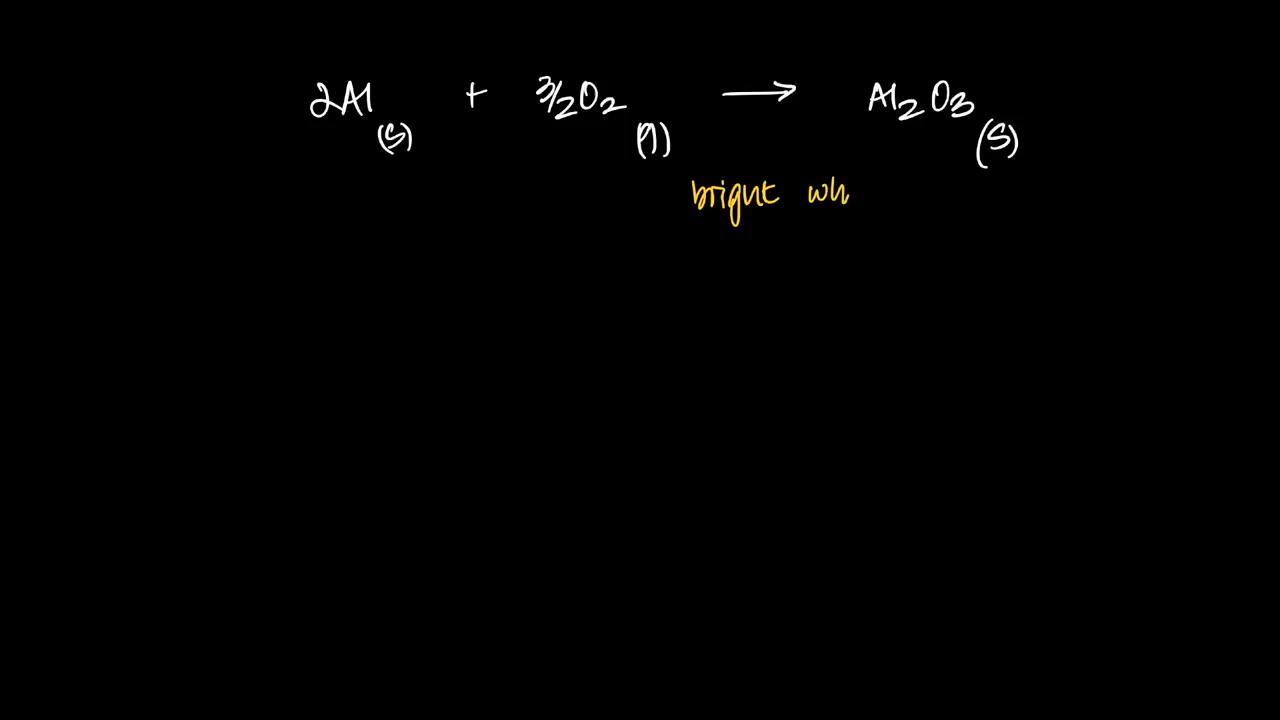 2Al(s) + 3/2O2(g) → Al2O3(s)
bright wh